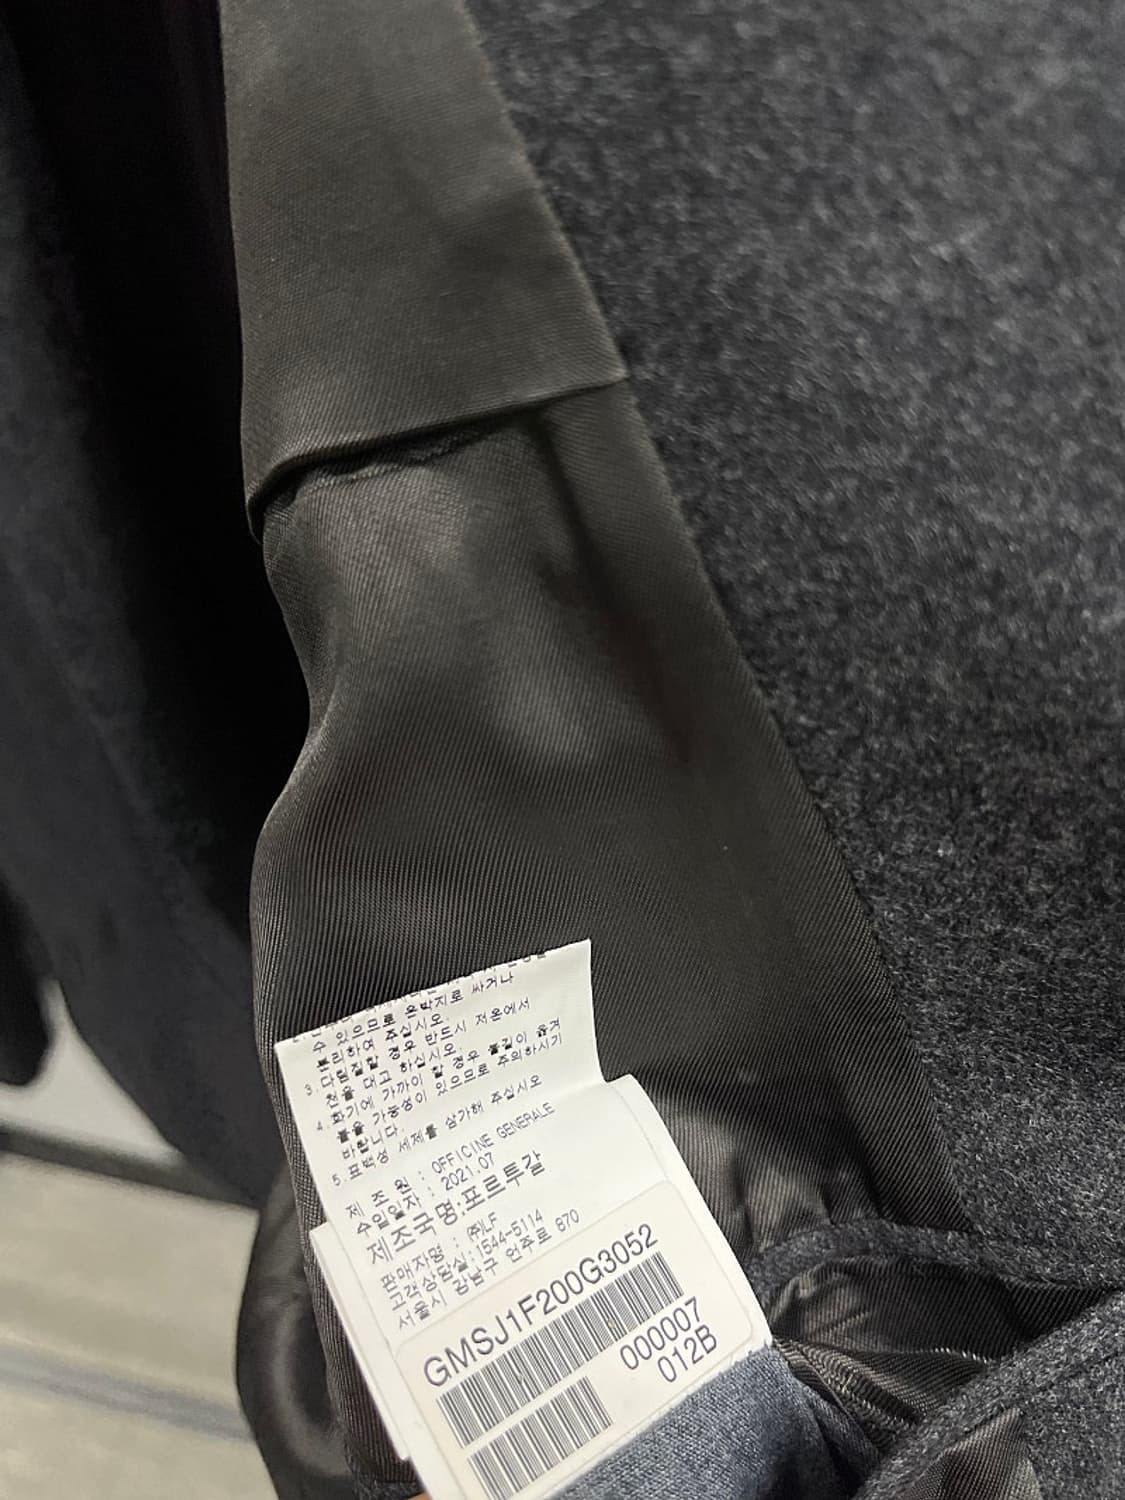 수 있으므로 은박지로 싸거나
분리하여 주십시오.
3.다림질할 경우 반드시 저온에서
천을 대고 하십시오.
4.화기에 가까이 할 경우 불길이 옮겨
붙을 가능성이 있으므로 주의하시기
바랍니다.
5.표백성 세제를 삼가해 주십시오
제 조 원 : OFFICINE GENERALE
수입일자 : 2021.07
제조국명:포르투갈
판매자명 : ㈜LF
고객상담실:1544-5114
서울시 강남구 언주로 870
GMSJ1F200G3052
000007
012B